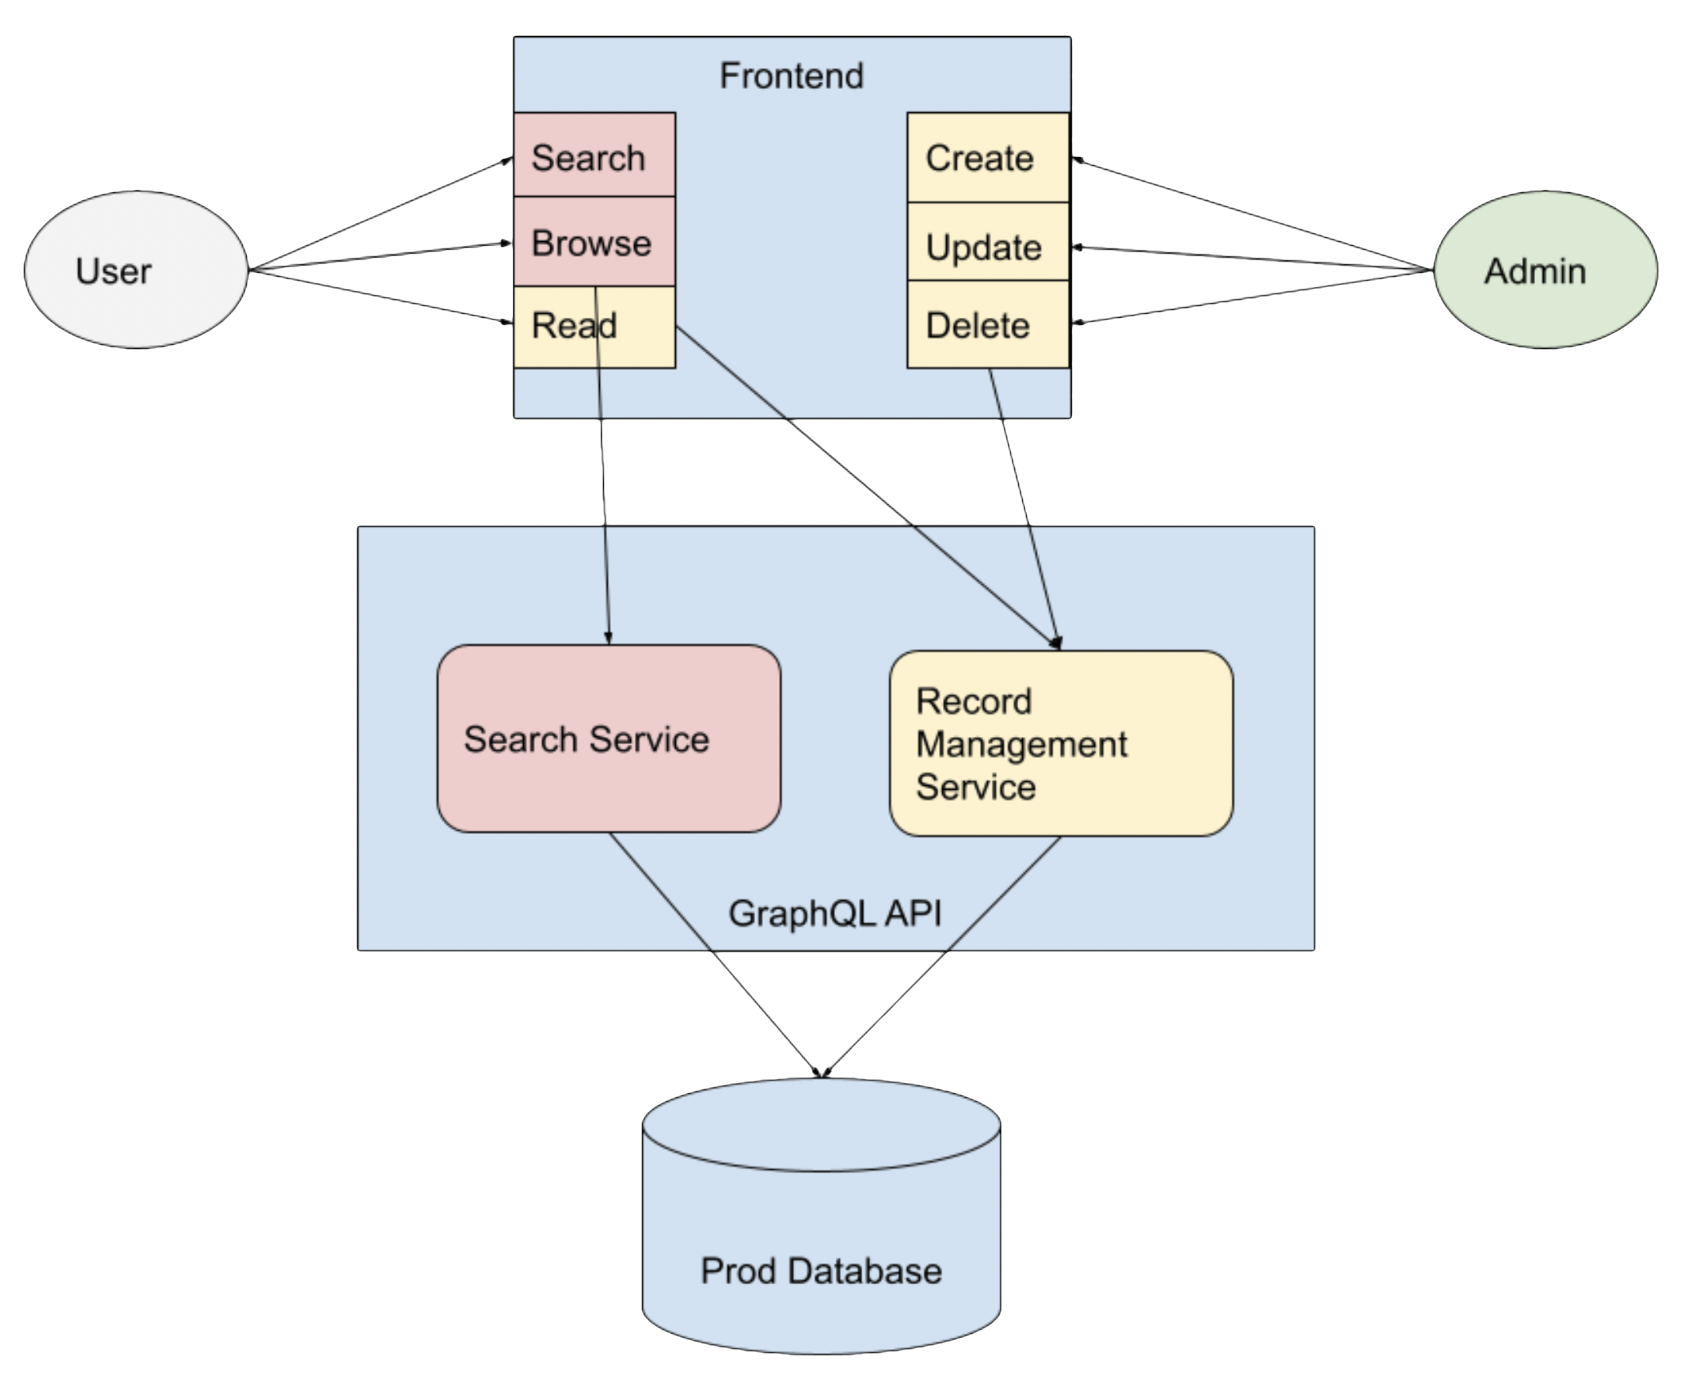 Frontend
Search
Create
Browse
Update
User
Admin
Read
Delete
Search Service
Record
Management
Service
GraphQL API
Prod Database